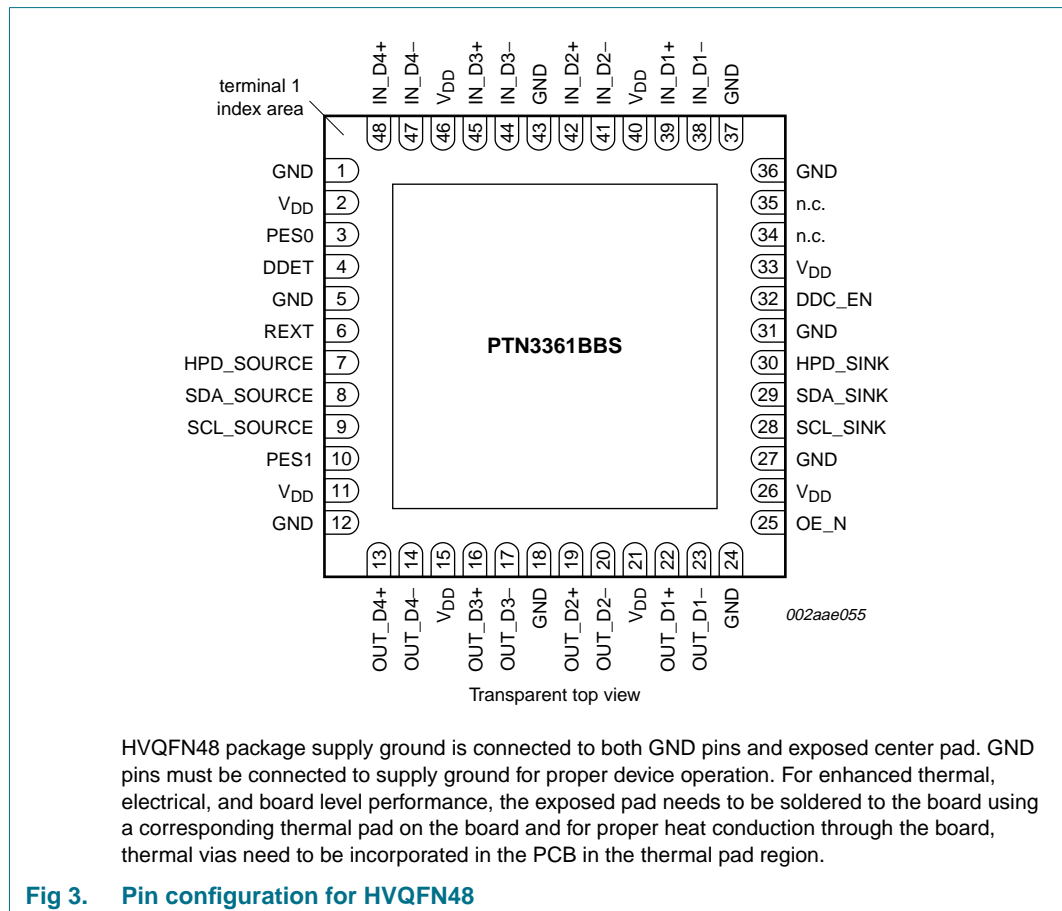 IN_D4+
IN_D4−
VDD
IN_D3+
IN_D3−
GND
IN_D2+
IN_D2−
VDD
IN_D1+
IN_D1−
GND
terminal 1
index area
48
47
46
45
44
43
42
41
40
39
38
37
GND 1
VDD 2
PES0 3
DDET 4
GND 5
REXT 6
HPD_SOURCE 7
SDA_SOURCE 8
SCL_SOURCE 9
PES1 10
VDD 11
GND 12
PTN3361BBS
36 GND
35 n.c.
34 n.c.
33 VDD
32 DDC_EN
31 GND
30 HPD_SINK
29 SDA_SINK
28 SCL_SINK
27 GND
26 VDD
25 OE_N
13
14
15
16
17
18
19
20
21
22
23
24
OUT_D4+
OUT_D4−
VDD
OUT_D3+
OUT_D3−
GND
OUT_D2+
OUT_D2−
VDD
OUT_D1+
OUT_D1−
GND
002aae055
Transparent top view
HVQFN48 package supply ground is connected to both GND pins and exposed center pad. GND
pins must be connected to supply ground for proper device operation. For enhanced thermal,
electrical, and board level performance, the exposed pad needs to be soldered to the board using
a corresponding thermal pad on the board and for proper heat conduction through the board,
thermal vias need to be incorporated in the PCB in the thermal pad region.
Fig 3. Pin configuration for HVQFN48